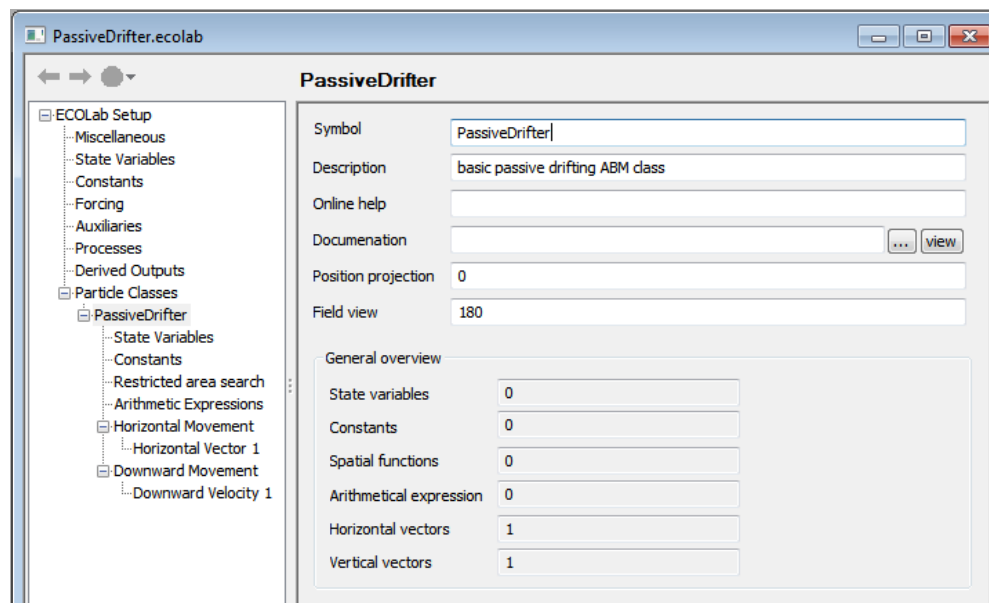 PassiveDrifter.ecolab
PassiveDrifter
ECOLab Setup
Miscellaneous
State Variables
Constants
Forcing
Auxiliaries
Processes
Derived Outputs
Particle Classes
PassiveDrifter
State Variables
Constants
Restricted area search
Arithmetic Expressions
Horizontal Movement
Horizontal Vector 1
Downward Movement
Downward Velocity 1
Symbol PassiveDrifter
Description basic passive drifting ABM class
Online help
Documenation ... view
Position projection 0
Field view 180
General overview
State variables 0
Constants 0
Spatial functions 0
Arithmetical expression 0
Horizontal vectors 1
Vertical vectors 1